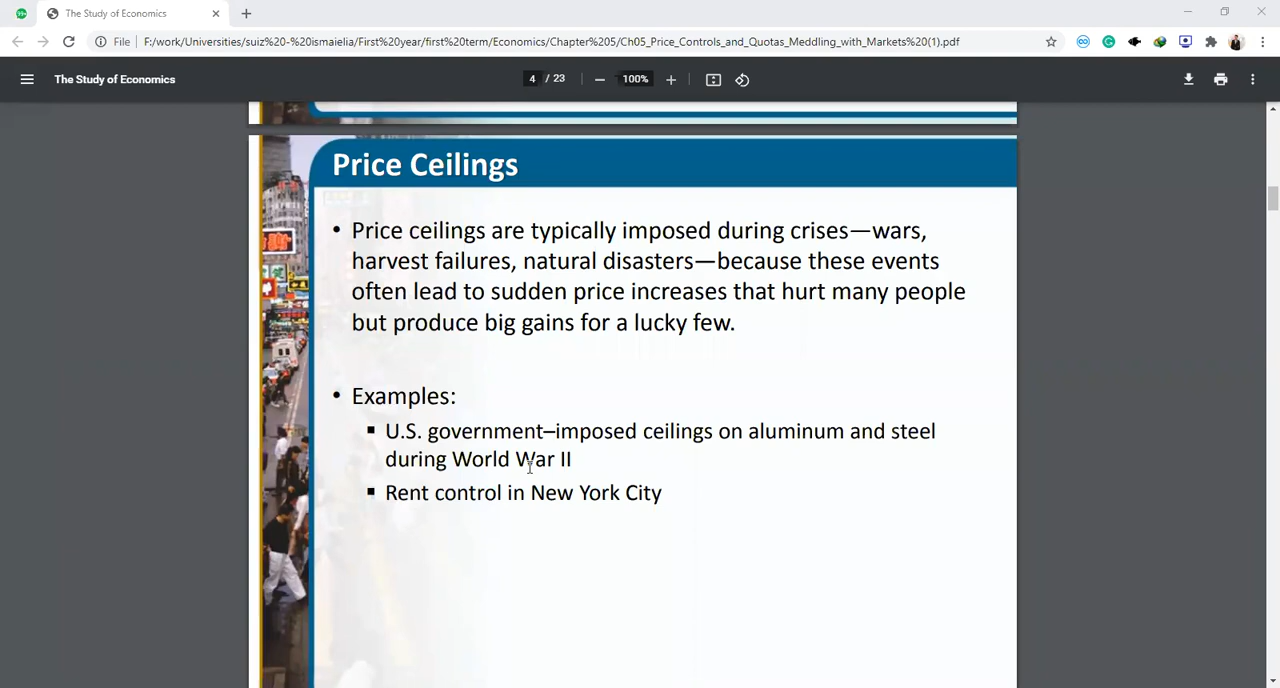 The Study of Economics
File F:/work/Universities/suiz%20-%20ismaielia/First%20year/first%20term/Economics/Chapter%205/Ch05_Price_Controls_and_Quotas_Meddling_with_Markets%20(1).pdf
The Study of Economics
4 / 23
100%
Price Ceilings
• Price ceilings are typically imposed during crises—wars,
harvest failures, natural disasters—because these events
often lead to sudden price increases that hurt many people
but produce big gains for a lucky few.
• Examples:
▪ U.S. government–imposed ceilings on aluminum and steel
during World War II
▪ Rent control in New York City